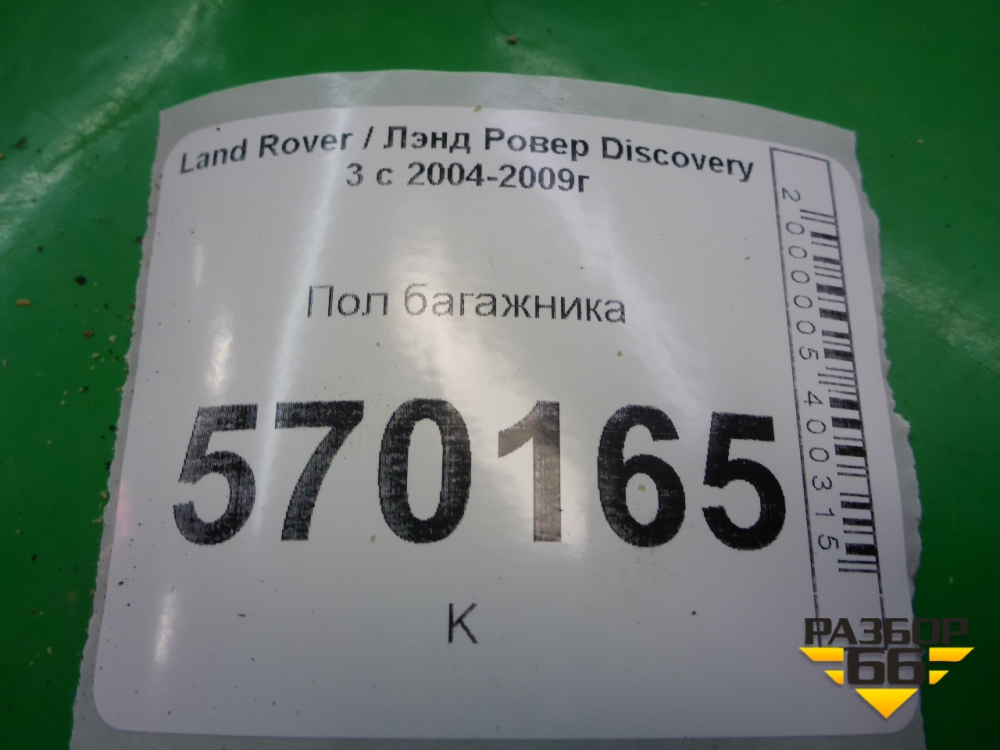 Land Rover / Лэнд Ровер Discovery
3 с 2004-2009г
Пол багажника
570165
К
2000005400315
РАЗБОР
66